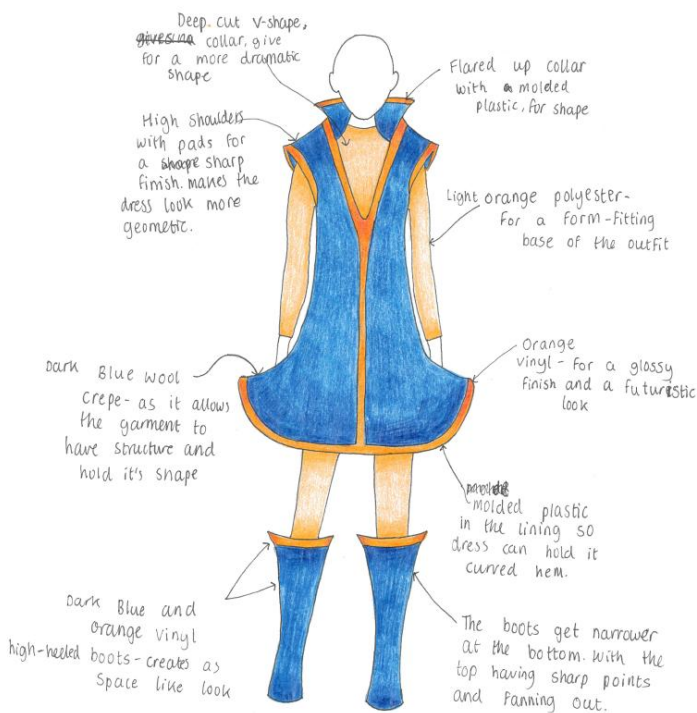 Deep cut v-shape,
collar, give
for a more dramatic
shape
Flared up collar
with a molded
plastic, for shape
High shoulders
with pads for
a shape sharp
finish. makes the
dress look more
geometic.
Light orange polyester-
for a form-fitting
base of the outfit
Orange
vinyl - for a glossy
finish and a futuristic
look
Dark Blue wool
crepe - as it allows
the garment to
have structure and
hold it's shape
molded plastic
in the lining so
dress can hold it
curved hem.
Dark Blue and
orange vinyl
high-heeled boots - creates as
space like look
The boots get narrower
at the bottom. With the
top having sharp points
and fanning out.